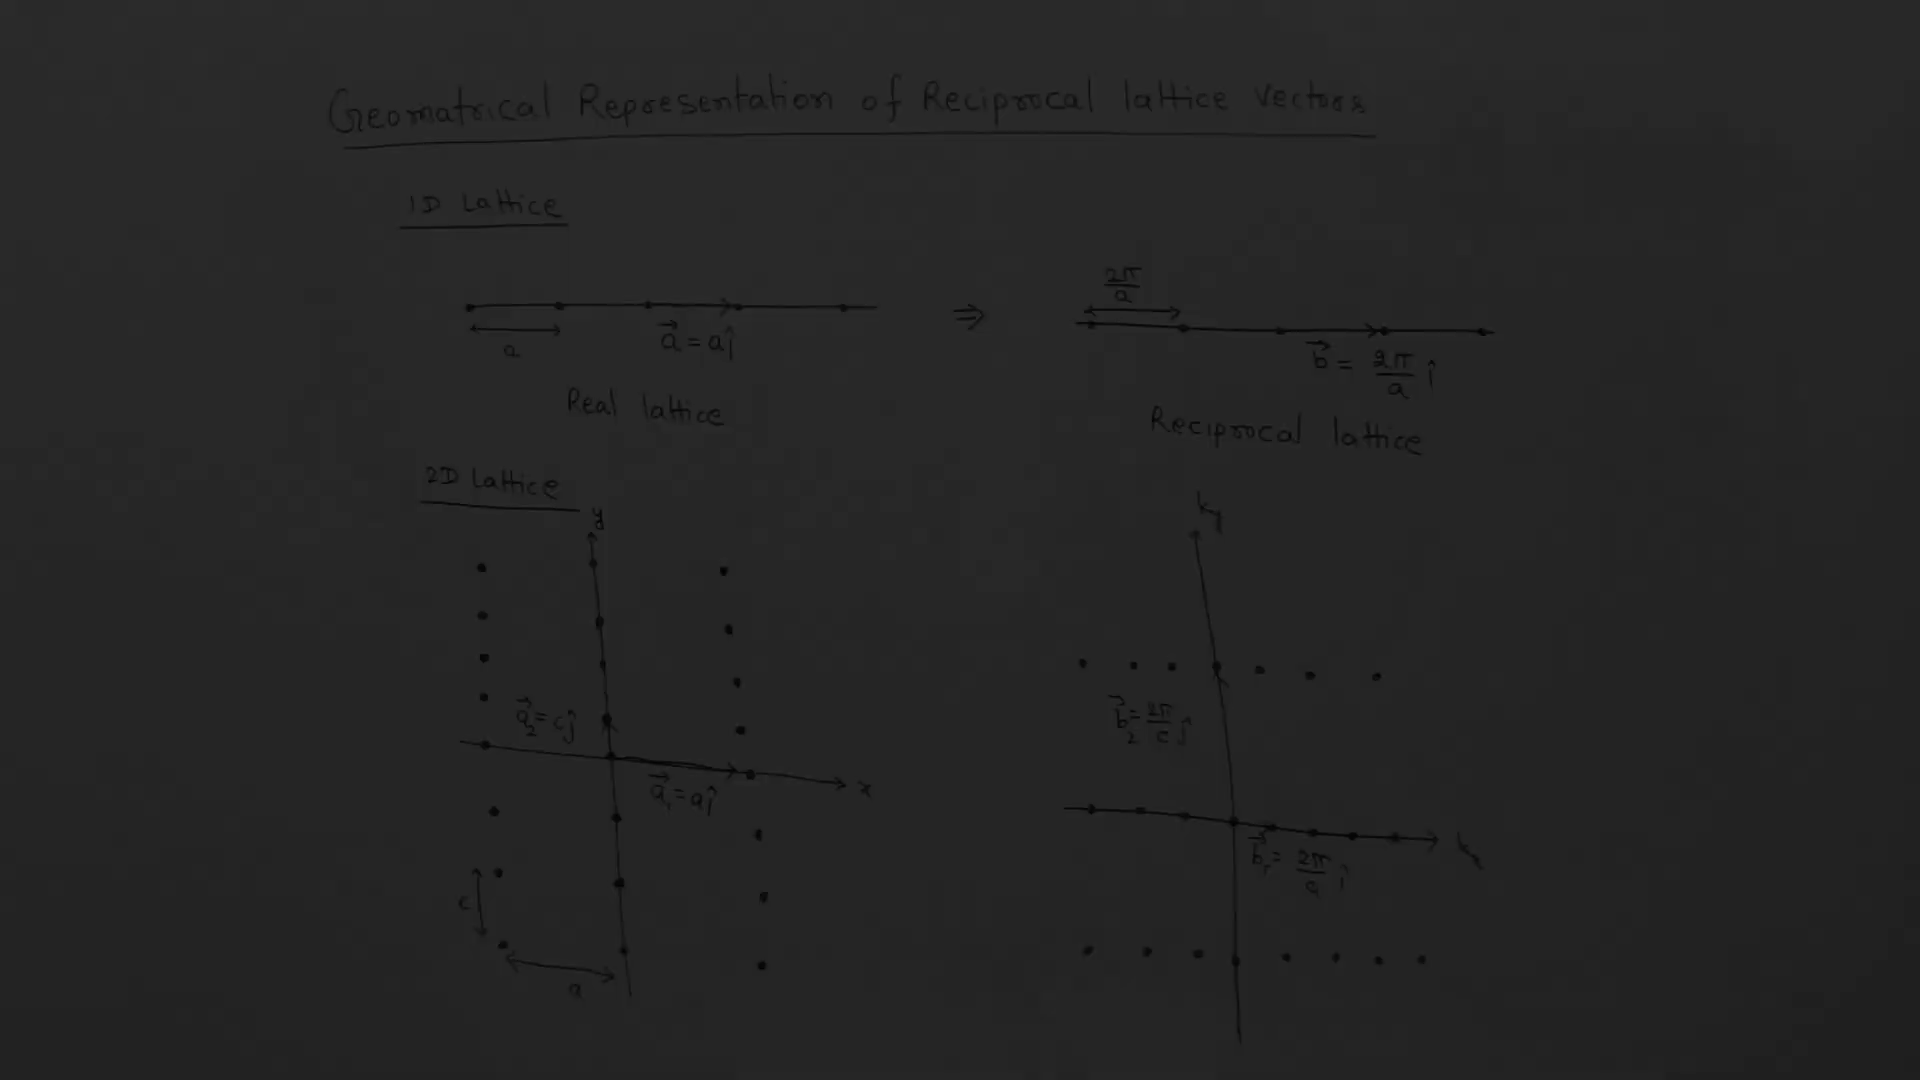 Geomatrical Representation of Reciprocal lattice Vectors
1D Lattice
a
a⃗ = aî
Real lattice
⇒
2π/a
b⃗ = 2π/a î
Reciprocal lattice
2D Lattice
y
a⃗₂ = cĵ
a⃗₁ = aî
x
c
a
ky
b⃗₂ = 2π/c ĵ
b⃗₁ = 2π/a î
kx